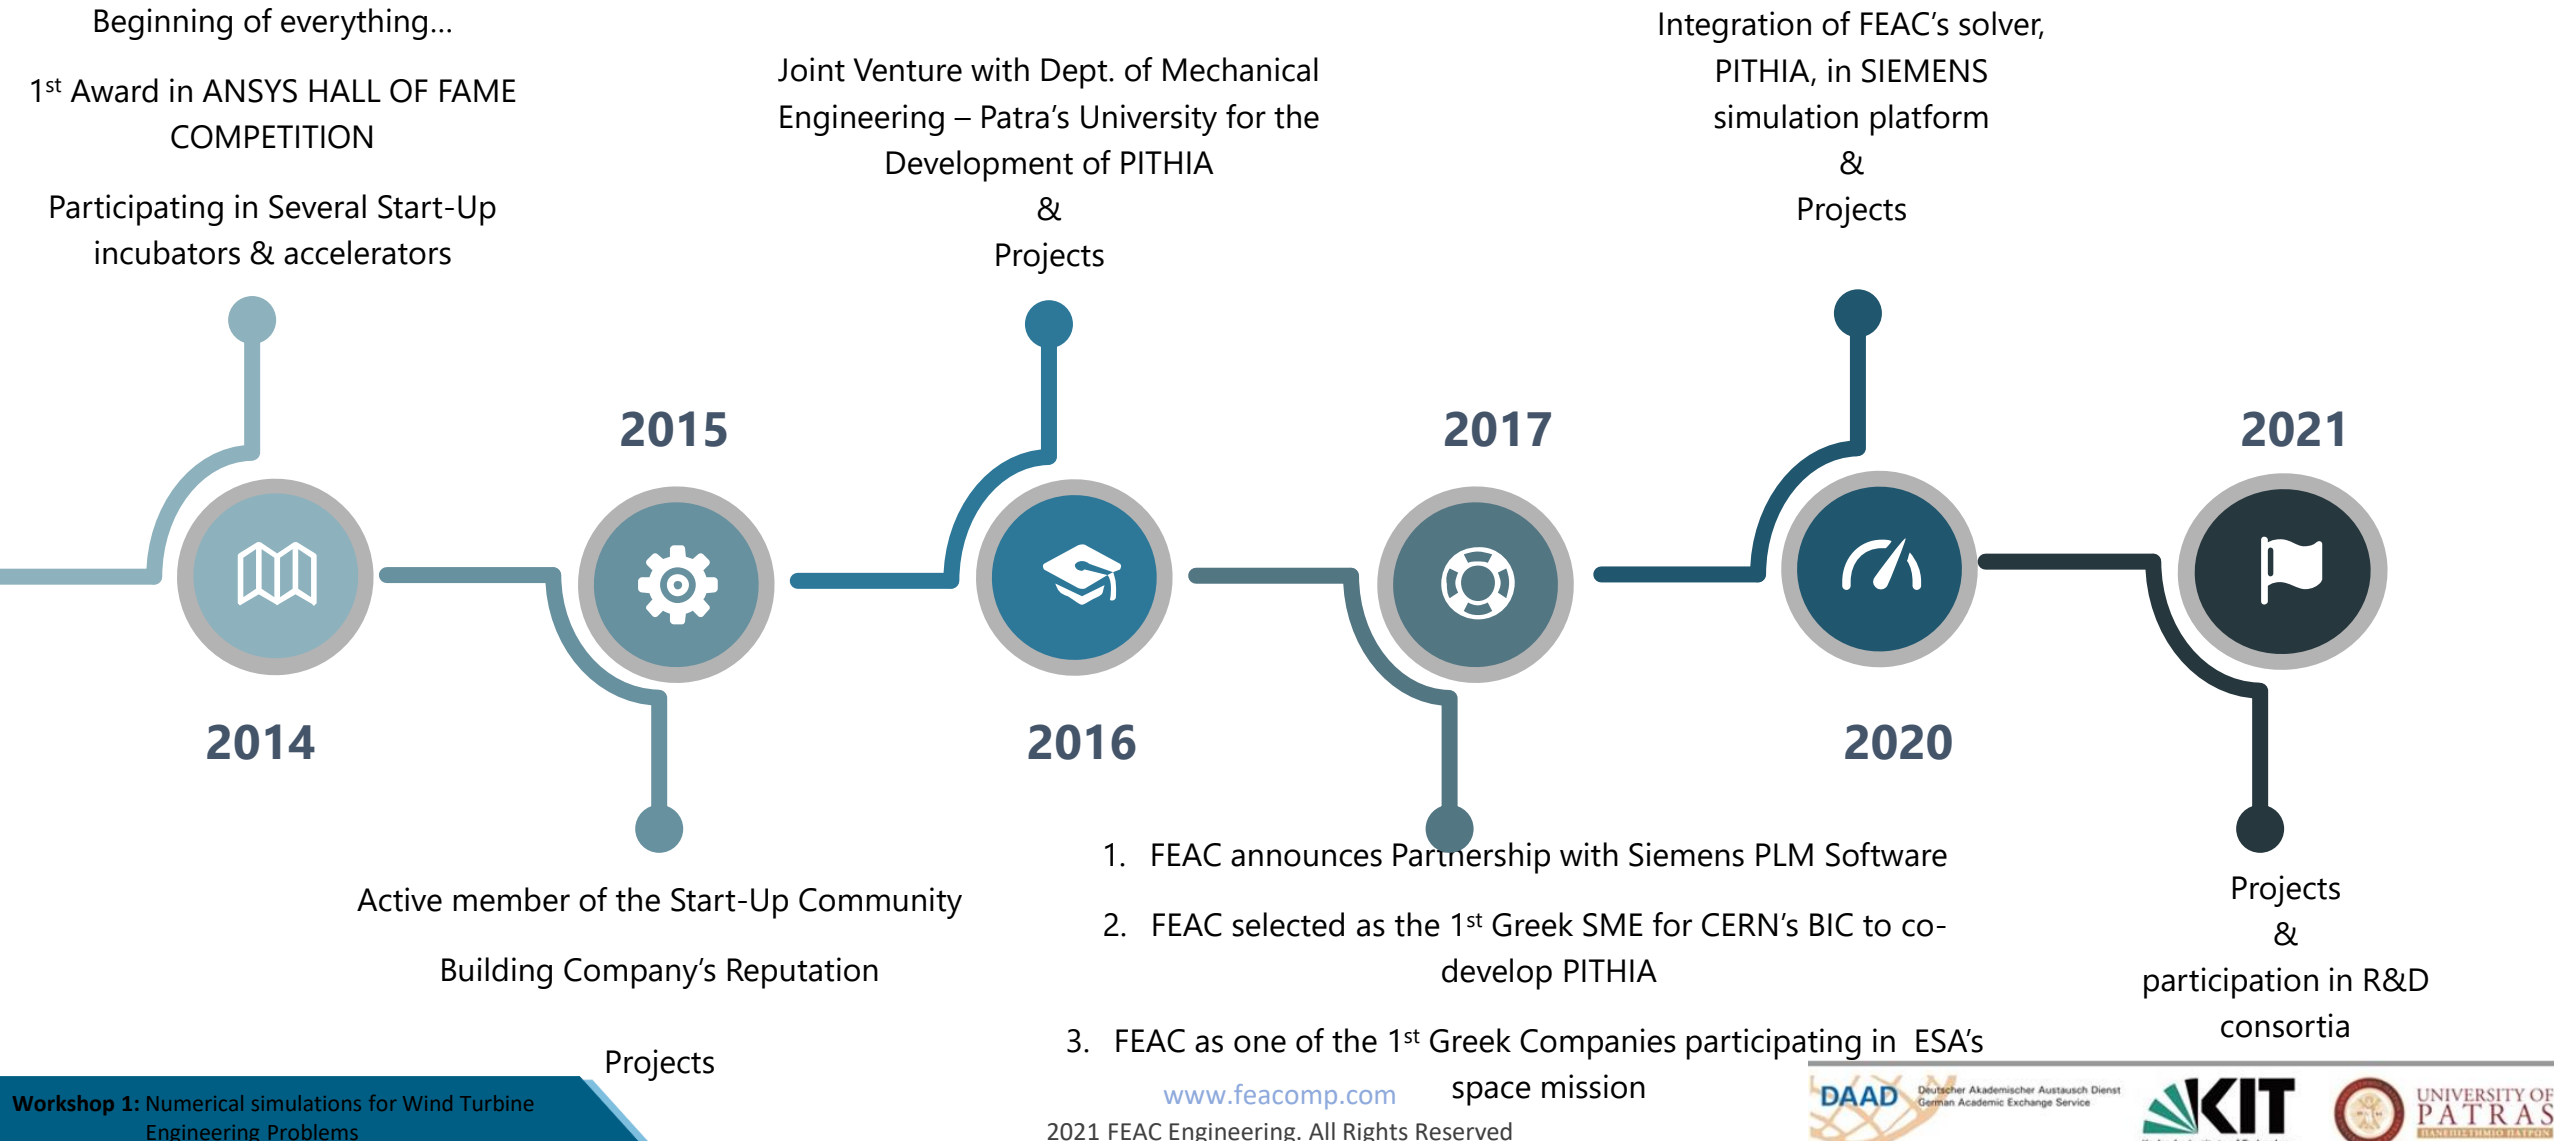 Beginning of everything...
1st Award in ANSYS HALL OF FAME
COMPETITION
Participating in Several Start-Up
incubators & accelerators
2014
2015
Active member of the Start-Up Community
Building Company’s Reputation
Projects
Joint Venture with Dept. of Mechanical
Engineering – Patra’s University for the
Development of PITHIA
&
Projects
2016
2017
1. FEAC announces Partnership with Siemens PLM Software
2. FEAC selected as the 1st Greek SME for CERN’s BIC to co-
develop PITHIA
3. FEAC as one of the 1st Greek Companies participating in ESA’s
space mission
Integration of FEAC’s solver,
PITHIA, in SIEMENS
simulation platform
&
Projects
2020
2021
Projects
&
participation in R&D
consortia
Workshop 1: Numerical simulations for Wind Turbine
Engineering Problems
www.feacomp.com
2021 FEAC Engineering. All Rights Reserved
DAAD
Deutscher Akademischer Austausch Dienst
German Academic Exchange Service
KIT
UNIVERSITY OF
PATRAS
ΠΑΝΕΠΙΣΤΗΜΙΟ ΠΑΤΡΩΝ